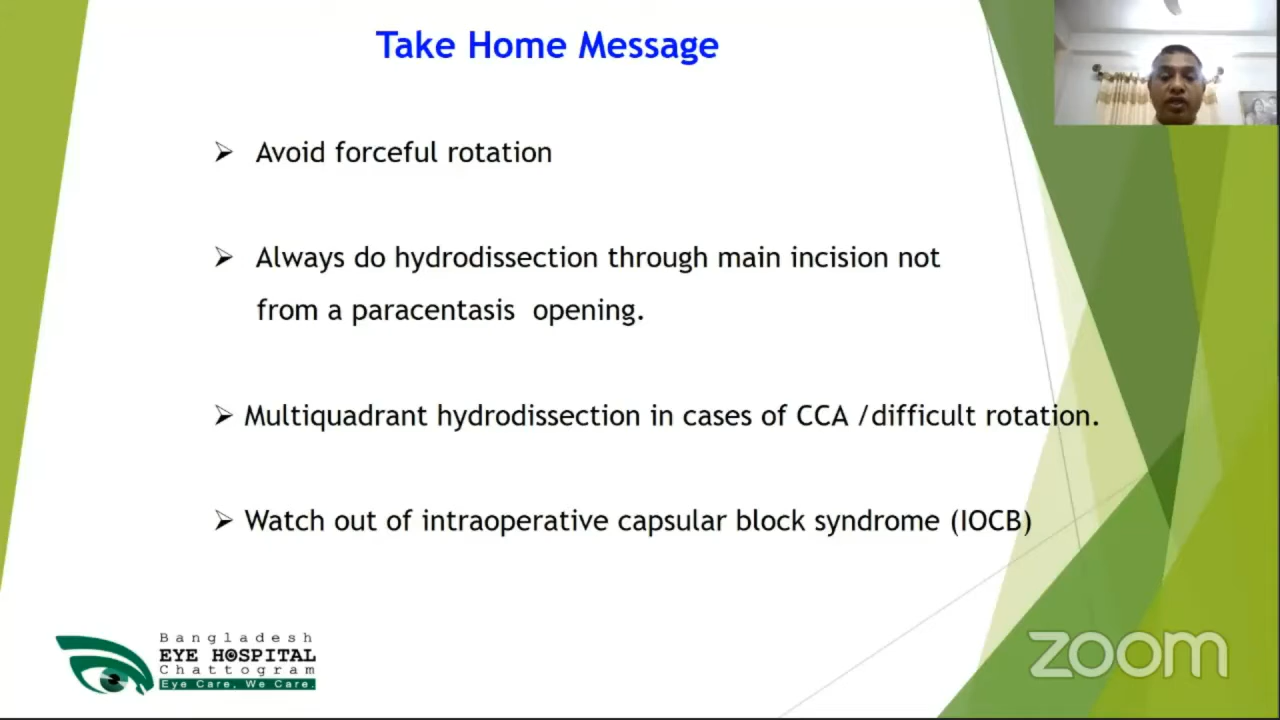 Take Home Message
➢ Avoid forceful rotation
➢ Always do hydrodissection through main incision not
from a paracentasis opening.
➢ Multiquadrant hydrodissection in cases of CCA /difficult rotation.
➢ Watch out of intraoperative capsular block syndrome (IOCB)
Bangladesh
EYE HOSPITAL
Chattogram
Eye Care, We Care.
zoom